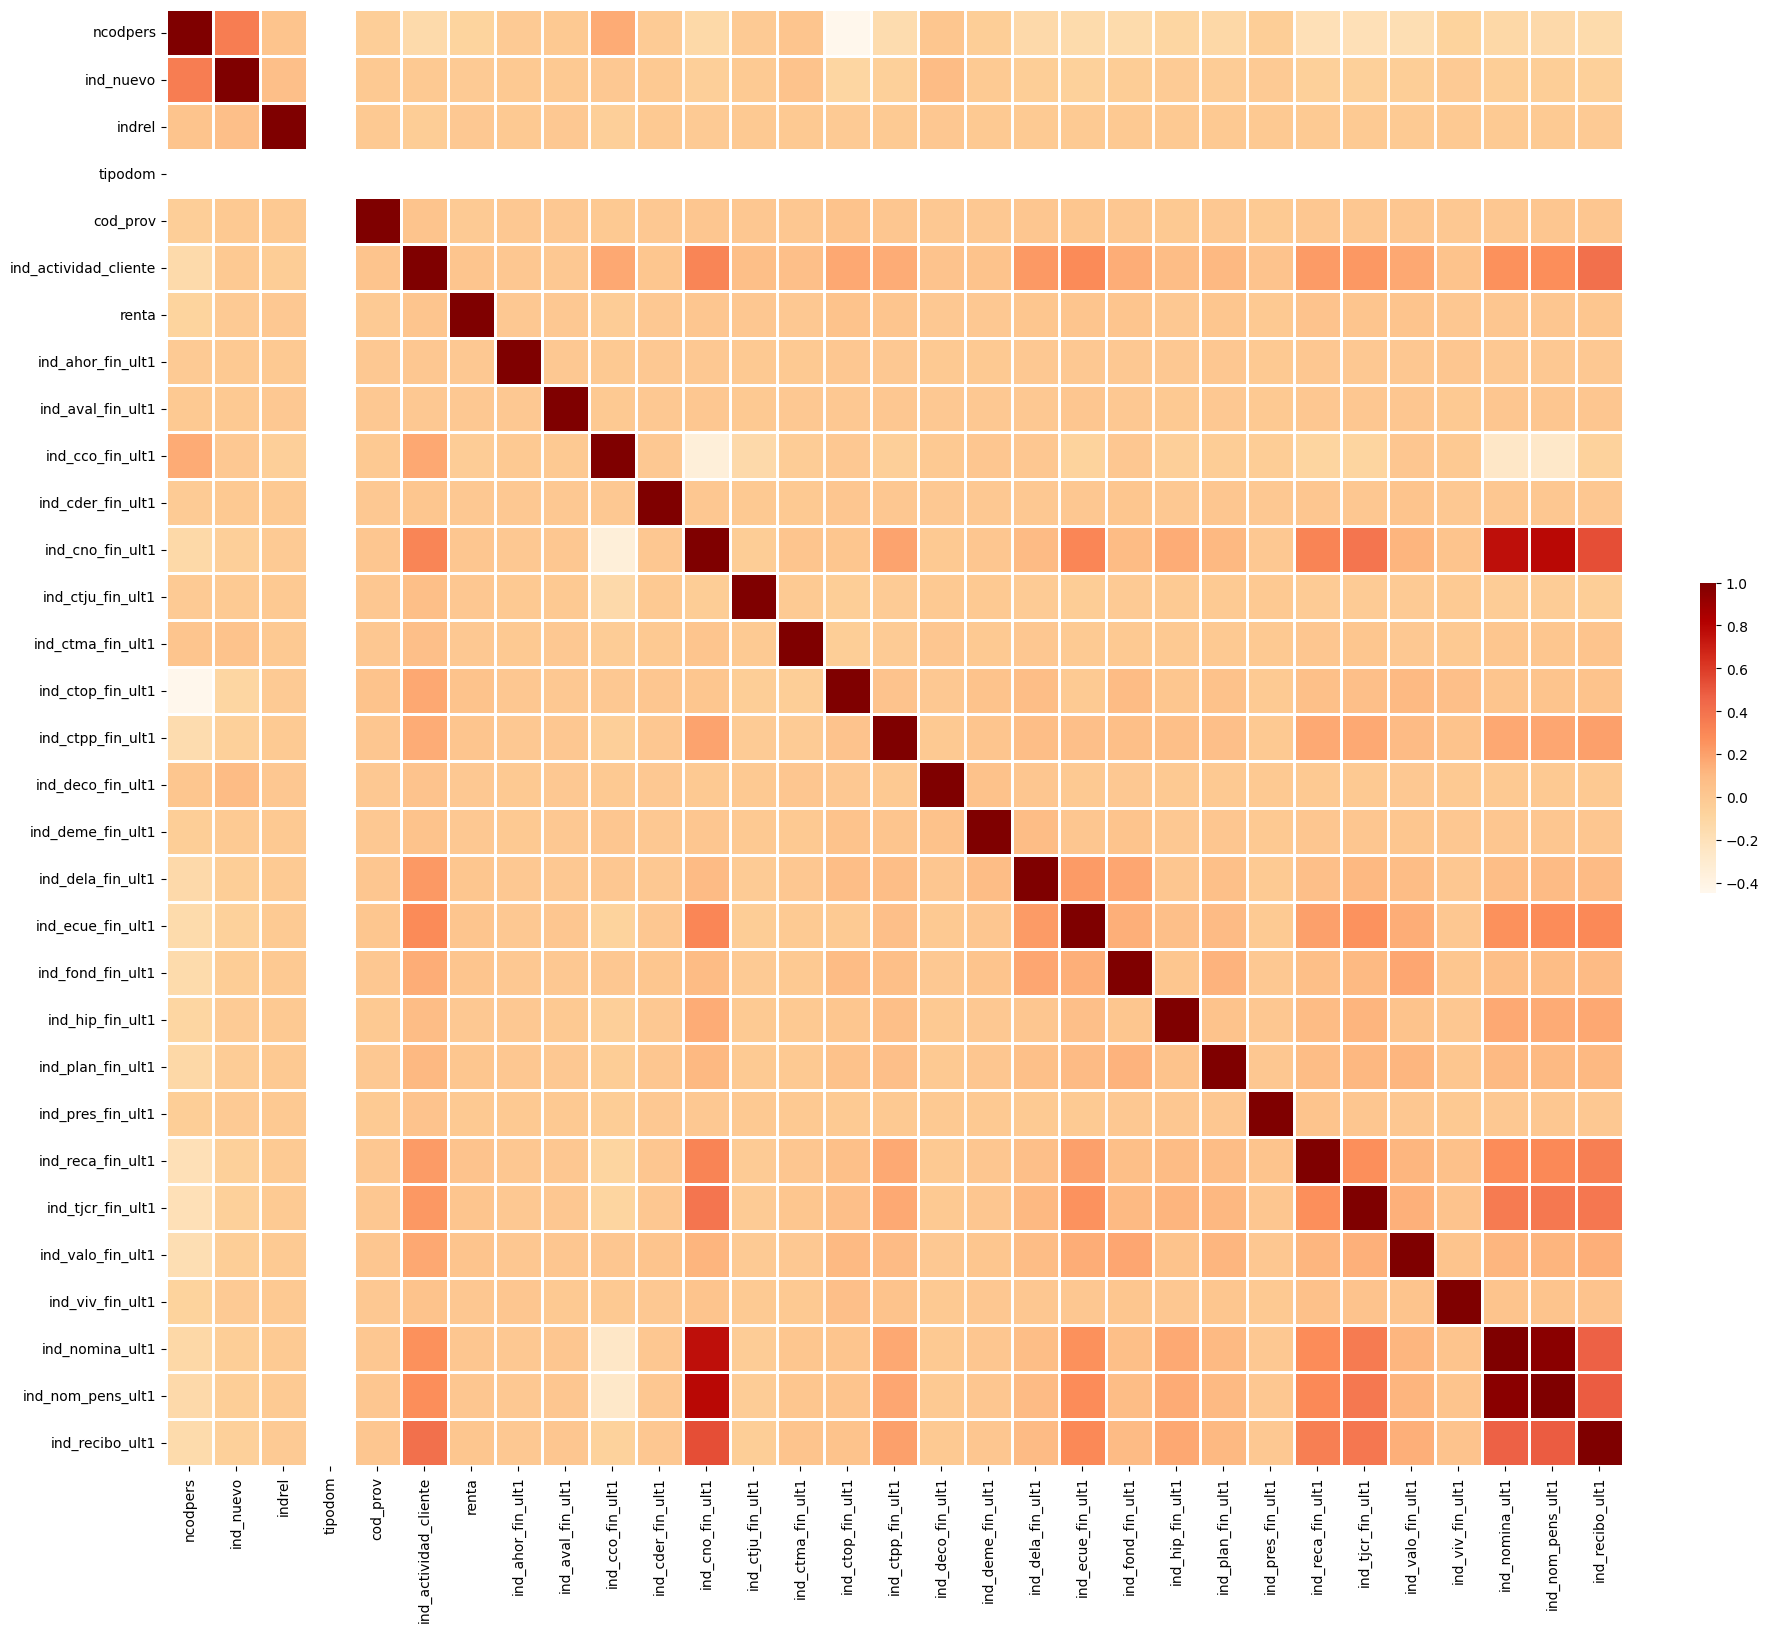 ncodpers
ind_nuevo
indrel
tipodom
cod_prov
ind_actividad_cliente
renta
ind_ahor_fin_ult1
ind_aval_fin_ult1
ind_cco_fin_ult1
ind_cder_fin_ult1
ind_cno_fin_ult1
ind_ctju_fin_ult1
ind_ctma_fin_ult1
ind_ctop_fin_ult1
ind_ctpp_fin_ult1
ind_deco_fin_ult1
ind_deme_fin_ult1
ind_dela_fin_ult1
ind_ecue_fin_ult1
ind_fond_fin_ult1
ind_hip_fin_ult1
ind_plan_fin_ult1
ind_pres_fin_ult1
ind_reca_fin_ult1
ind_tjcr_fin_ult1
ind_valo_fin_ult1
ind_viv_fin_ult1
ind_nomina_ult1
ind_nom_pens_ult1
ind_recibo_ult1
ncodpers
ind_nuevo
indrel
tipodom
cod_prov
ind_actividad_cliente
renta
ind_ahor_fin_ult1
ind_aval_fin_ult1
ind_cco_fin_ult1
ind_cder_fin_ult1
ind_cno_fin_ult1
ind_ctju_fin_ult1
ind_ctma_fin_ult1
ind_ctop_fin_ult1
ind_ctpp_fin_ult1
ind_deco_fin_ult1
ind_deme_fin_ult1
ind_dela_fin_ult1
ind_ecue_fin_ult1
ind_fond_fin_ult1
ind_hip_fin_ult1
ind_plan_fin_ult1
ind_pres_fin_ult1
ind_reca_fin_ult1
ind_tjcr_fin_ult1
ind_valo_fin_ult1
ind_viv_fin_ult1
ind_nomina_ult1
ind_nom_pens_ult1
ind_recibo_ult1
1.0
0.8
0.6
0.4
0.2
0.0
−0.2
−0.4